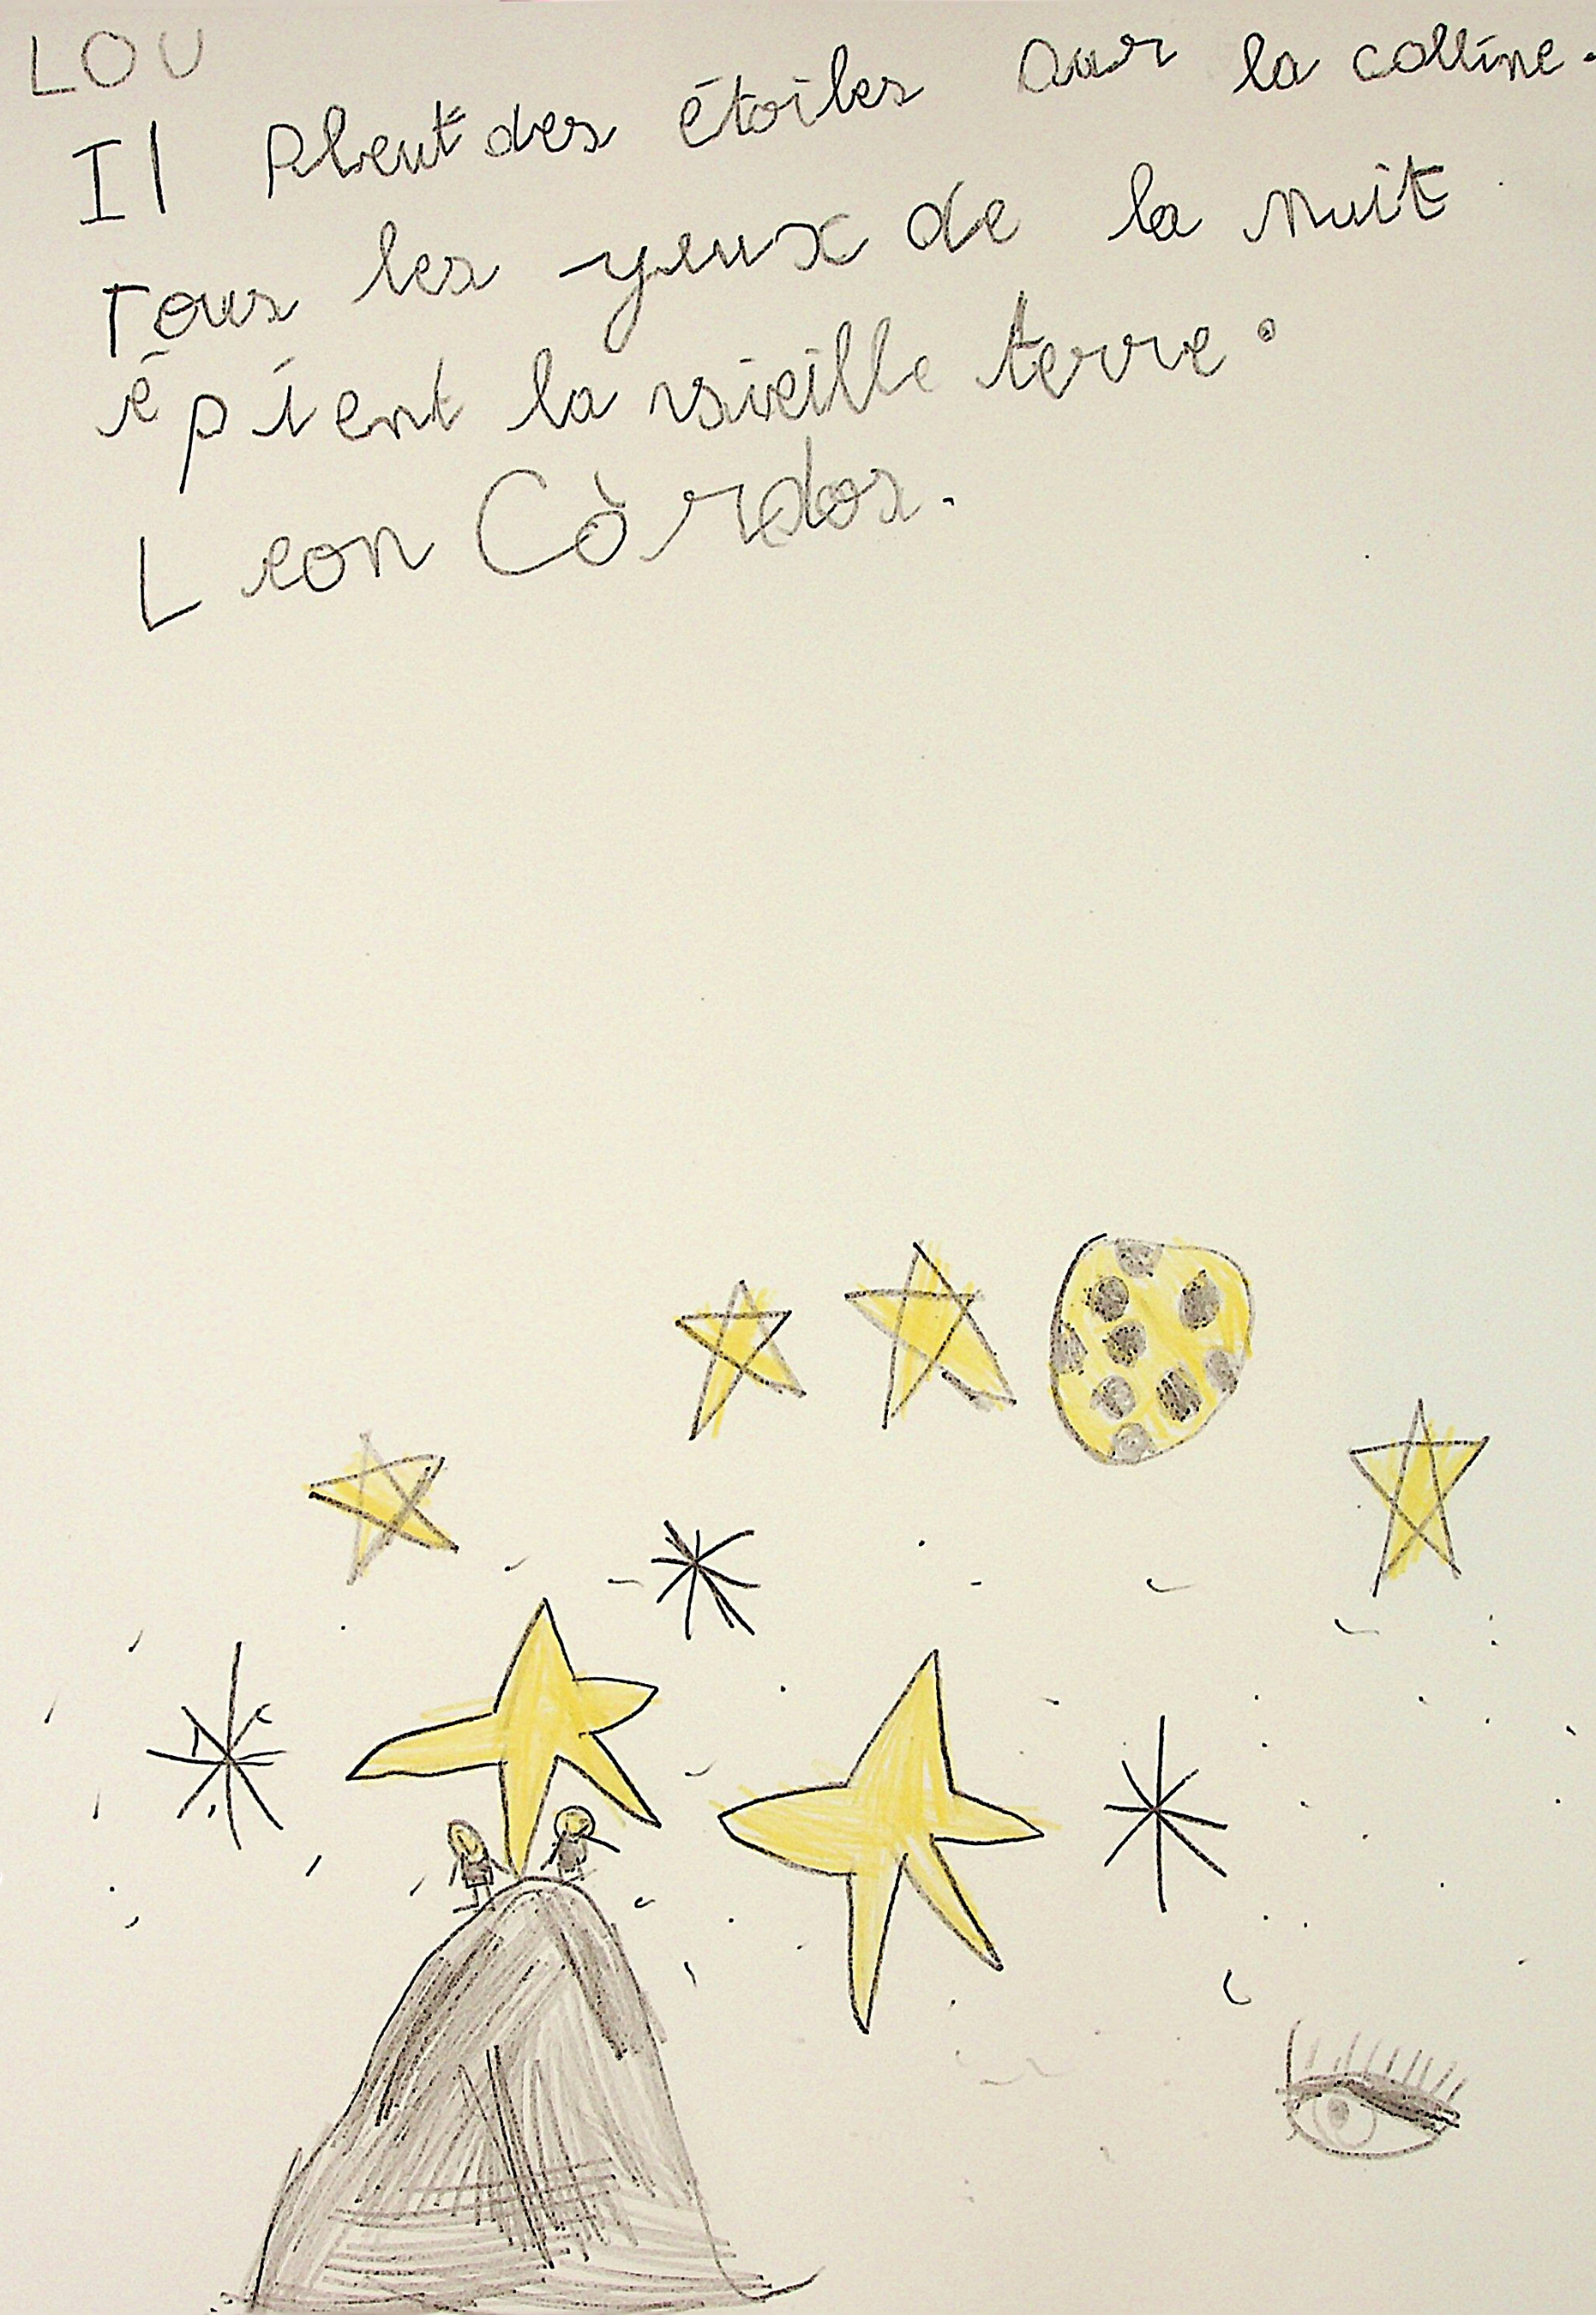 LOU
Il Pleut des étoiles sur la colline.
Tous les yeux de la Nuit
épient la vieille terre.
Leon Còrdos.